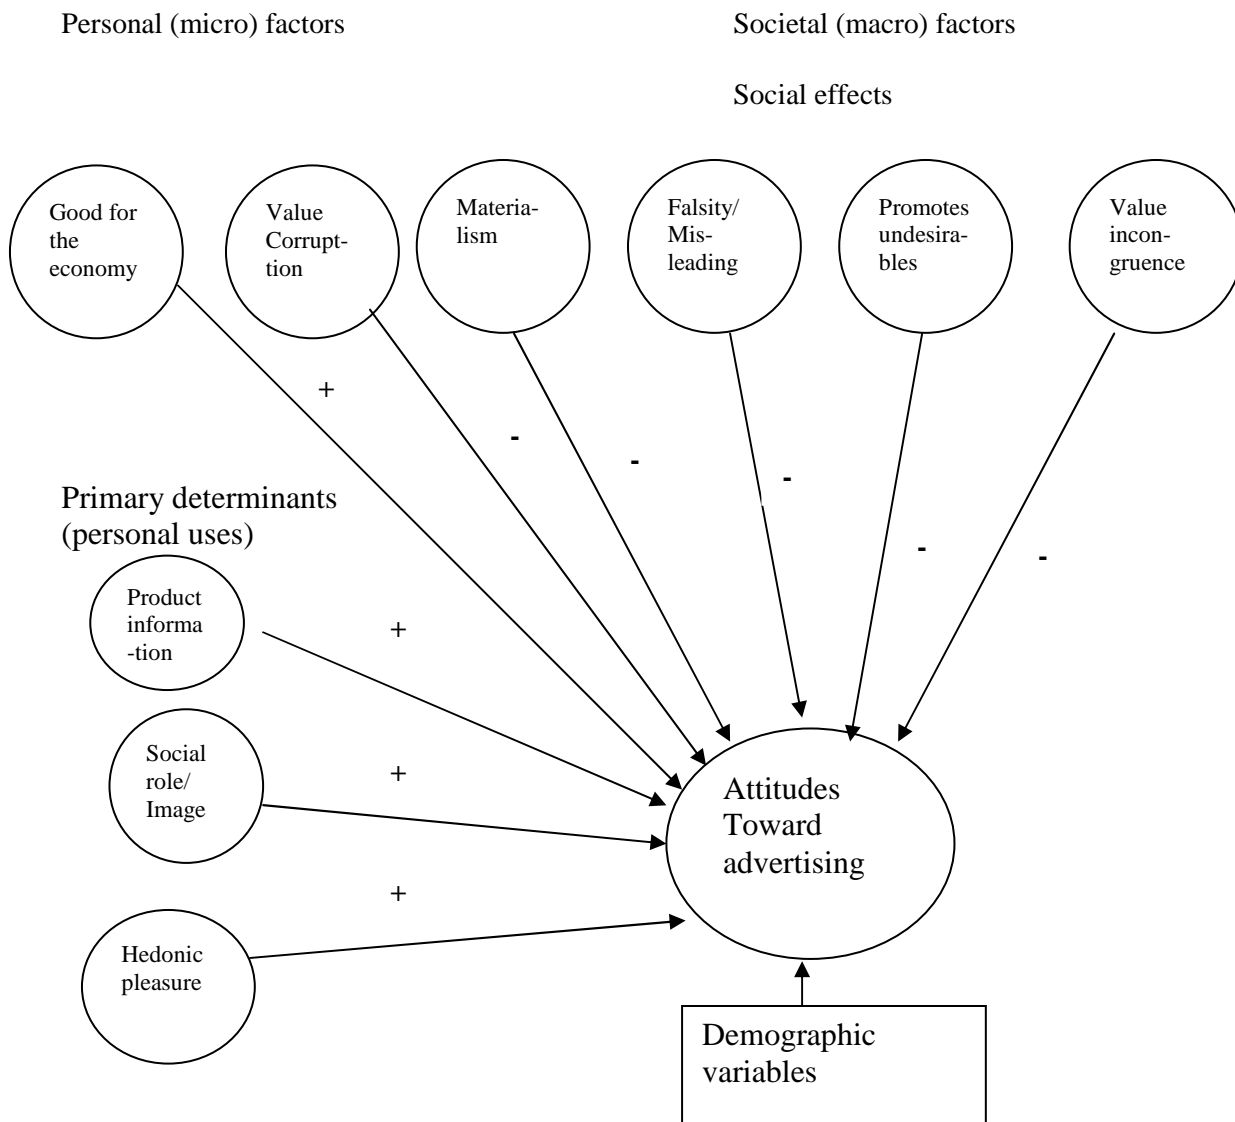 Personal (micro) factors
Societal (macro) factors
Social effects
Good for
the
economy
Value
Corrupt-
tion
Materia-
lism
Falsity/
Mis-
leading
Promotes
undesira-
bles
Value
incon-
gruence
+
-
-
-
-
-
Primary determinants
(personal uses)
Product
informa
-tion
+
Social
role/
Image
+
Hedonic
pleasure
+
Attitudes
Toward
advertising
Demographic
variables